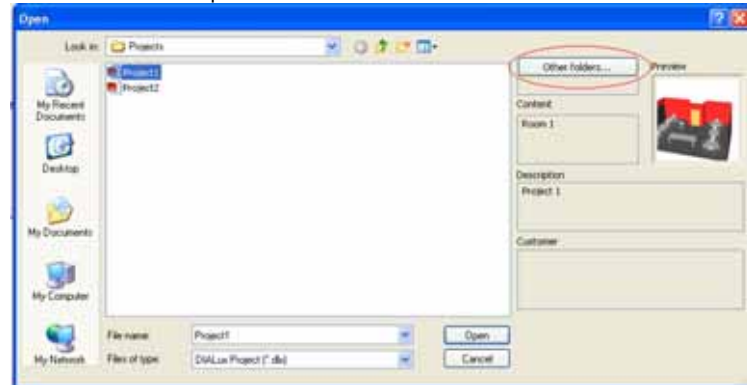 Open
Look in:
Projects
Other folders...
Preview
Project1
Project2
My Recent
Documents
Content
Room 1
Desktop
Description
Project 1
My Documents
Customer
My Computer
File name:
Project1
Open
My Network
Files of type:
DIALux Project (*.dlx)
Cancel